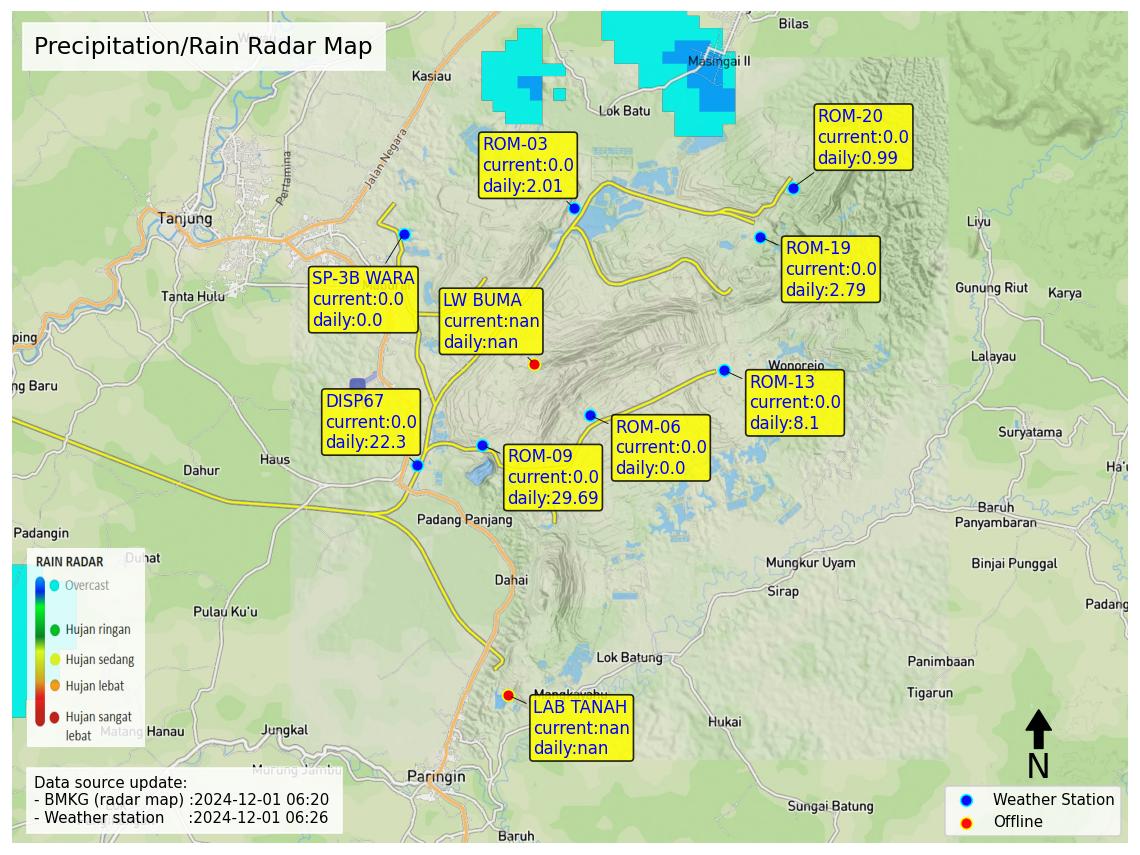 Precipitation/Rain Radar Map
Bilas
Masingai II
Kasiau
Lok Batu
Jalan Negara
Pertamina
Tanjung
ROM-20
current:0.0
daily:0.99
ROM-03
current:0.0
daily:2.01
Liyu
ROM-19
current:0.0
daily:2.79
SP-3B WARA
current:0.0
daily:0.0
Tanta Hulu
LW BUMA
current:nan
daily:nan
Gunung Riut
Karya
ping
Lalayau
Wonorejo
ng Baru
ROM-13
current:0.0
daily:8.1
DISP67
current:0.0
daily:22.3
ROM-06
current:0.0
daily:0.0
Suryatama
ROM-09
current:0.0
daily:29.69
Haus
Dahur
Ha'u
Baruh
Panyambaran
Padang Panjang
Padangin
Duhat
Mungkur Uyam
Binjai Punggal
Dahai
Sirap
Padang
Pulau Ku'u
RAIN RADAR
Overcast
Hujan ringan
Hujan sedang
Hujan lebat
Hujan sangat
lebat
Lok Batung
Panimbaan
Tigarun
Mangkayahu
LAB TANAH
current:nan
daily:nan
Hukai
Matang Hanau
Jungkal
Murung Jambu
Paringin
Sungai Batung
Baruh
N
Data source update:
- BMKG (radar map) :2024-12-01 06:20
- Weather station :2024-12-01 06:26
Weather Station
Offline